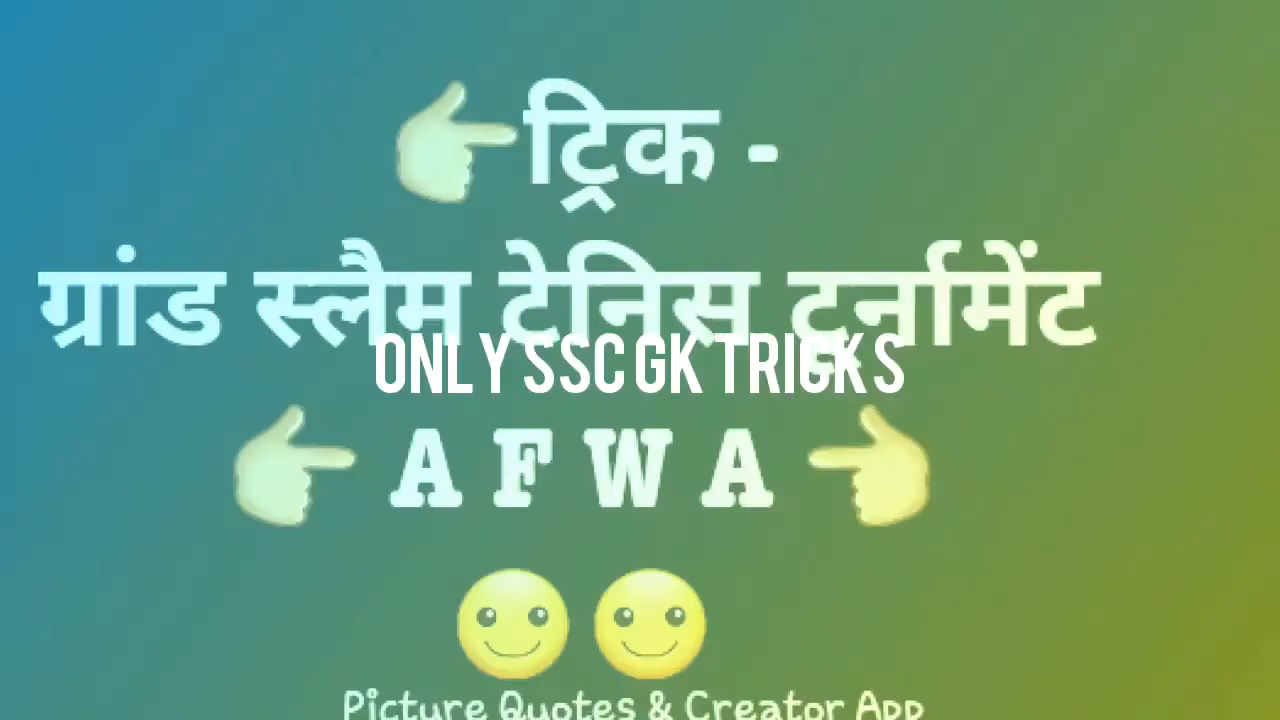 👉ट्रिक -
ग्रांड स्लैम टेनिस टूर्नामेंट
ONLY SSC GK TRICKS
👉 A F W A 👈
🙂🙂
Picture Quotes & Creator App